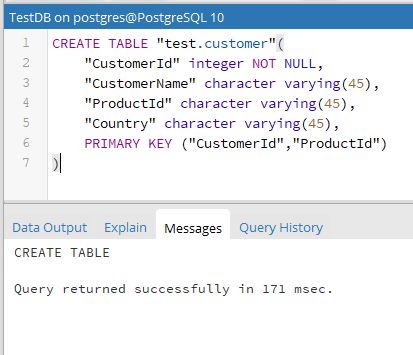 TestDB on postgres@PostgreSQL 10
1 CREATE TABLE "test.customer"(
2 "CustomerId" integer NOT NULL,
3 "CustomerName" character varying(45),
4 "ProductId" character varying(45),
5 "Country" character varying(45),
6 PRIMARY KEY ("CustomerId","ProductId")
7 )
Data Output Explain Messages Query History
CREATE TABLE
Query returned successfully in 171 msec.